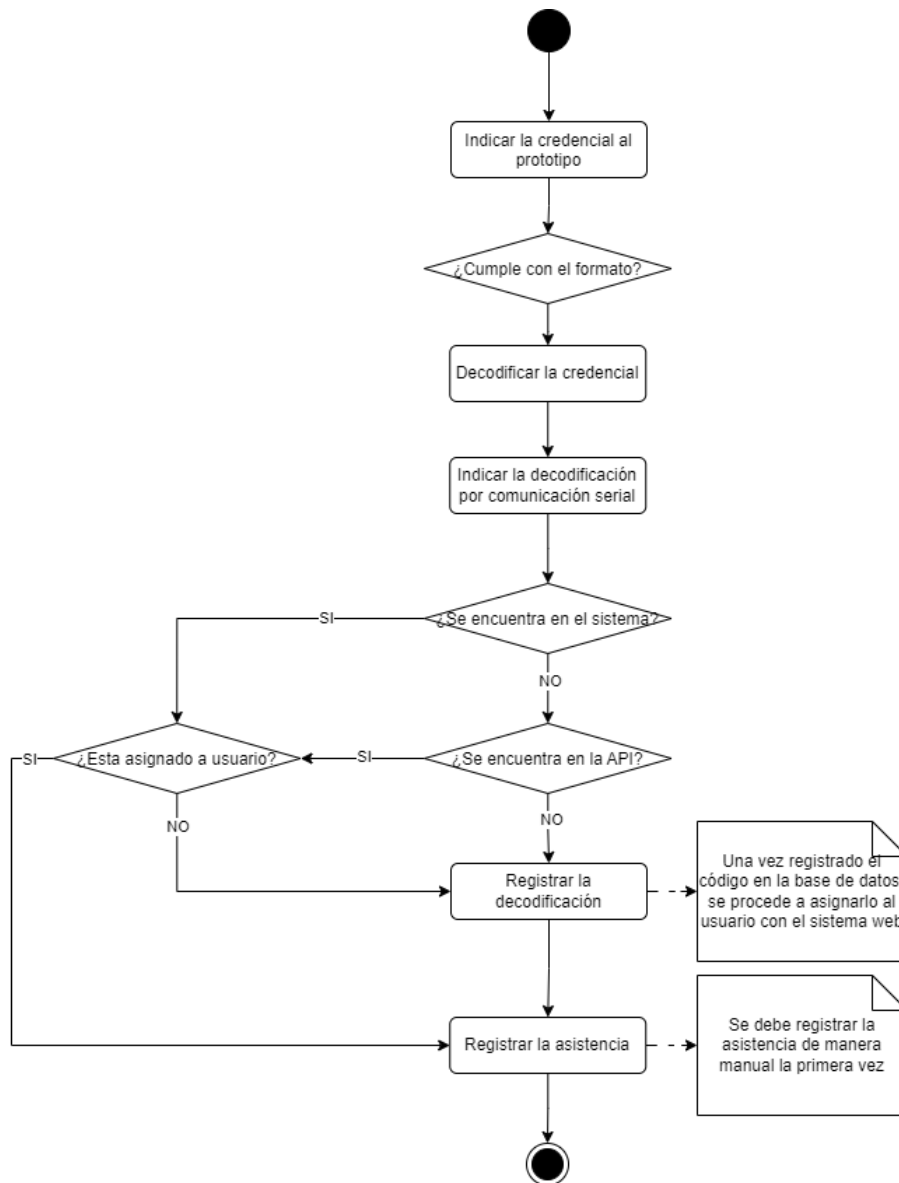 Indicar la credencial al
prototipo
¿Cumple con el formato?
Decodificar la credencial
Indicar la decodificación
por comunicación serial
¿Se encuentra en el sistema?
SI
NO
¿Esta asignado a usuario?
SI
¿Se encuentra en la API?
SI
NO
NO
Registrar la
decodificación
Una vez registrado el
código en la base de datos
se procede a asignarlo al
usuario con el sistema web
Registrar la asistencia
Se debe registrar la
asistencia de manera
manual la primera vez